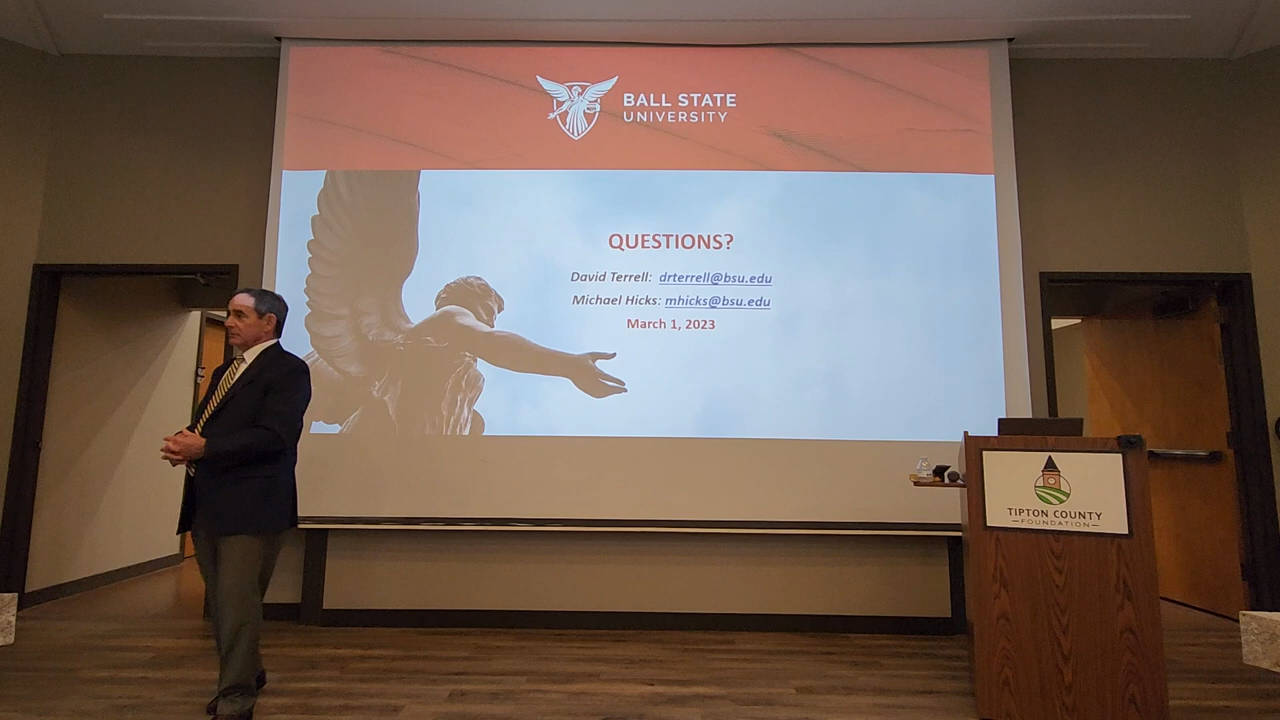 BALL STATE
UNIVERSITY
QUESTIONS?
David Terrell: drterrell@bsu.edu
Michael Hicks: mhicks@bsu.edu
March 1, 2023
TIPTON COUNTY
FOUNDATION